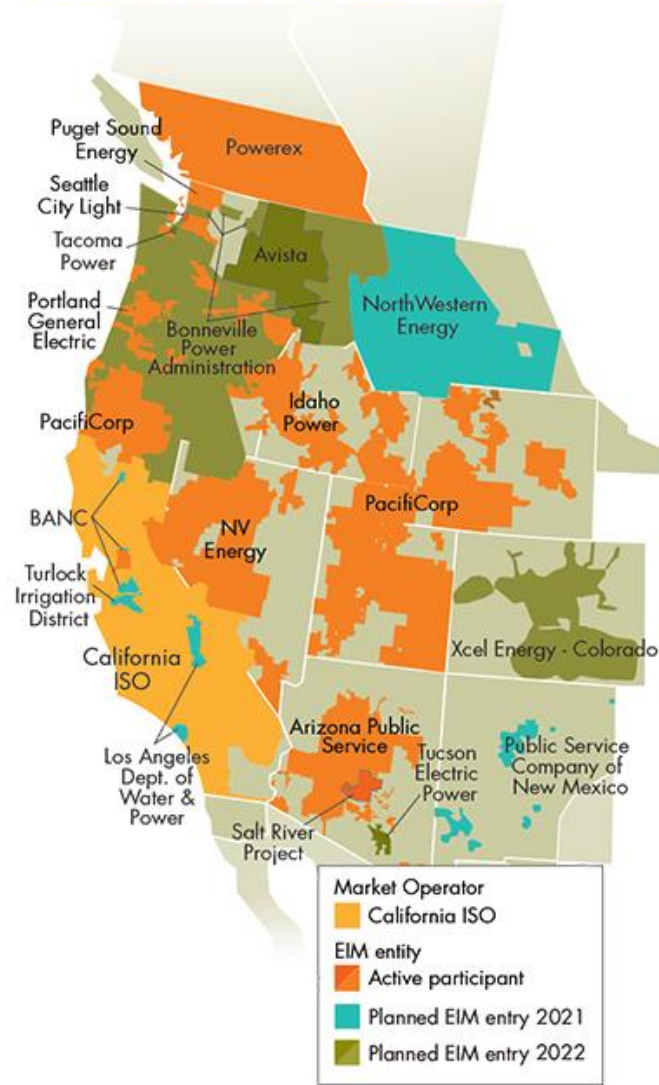 Powerex
Puget Sound
Energy
Seattle
City Light
Tacoma
Power
Avista
NorthWestern
Energy
Portland
General
Electric
Bonneville
Power
Administration
Idaho
Power
PacifiCorp
PacifiCorp
BANC
NV
Energy
Turlock
Irrigation
District
California
ISO
Xcel Energy - Colorado
Los Angeles
Dept. of
Water &
Power
Arizona Public
Service
Tucson
Electric
Power
Public Service
Company of
New Mexico
Salt River
Project
Market Operator
California ISO
EIM entity
Active participant
Planned EIM entry 2021
Planned EIM entry 2022